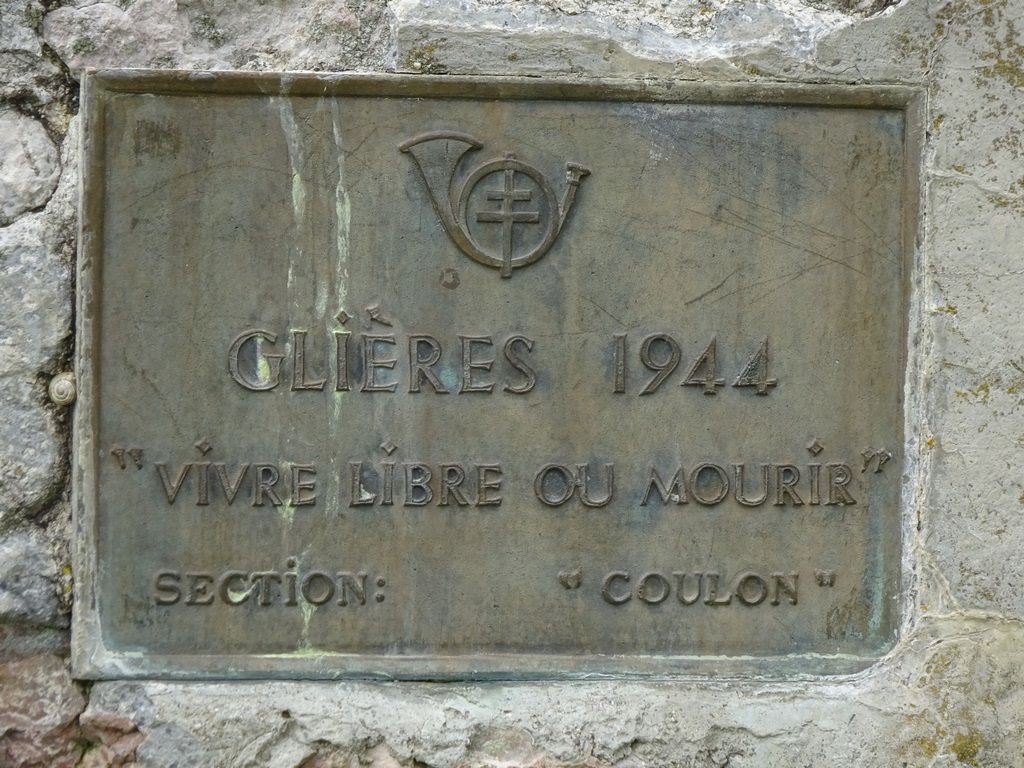 GLIÈRES 1944
"VIVRE LIBRE OU MOURIR"
SECTION: "COULON"